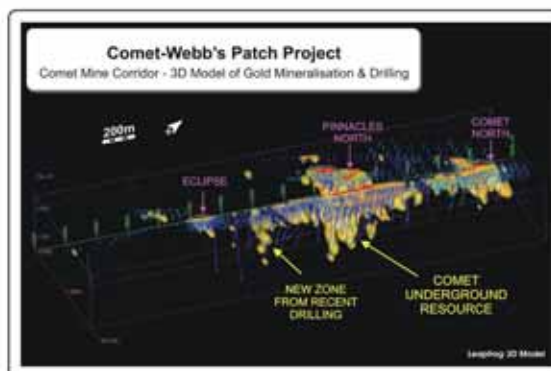 Comet-Webb's Patch Project
Comet Mine Corridor - 3D Model of Gold Mineralisation & Drilling
200m
PINNACLES
NORTH
COMET
NORTH
ECLIPSE
NEW ZONE
FROM RECENT
DRILLING
COMET
UNDERGROUND
RESOURCE
Leapfrog 3D Model